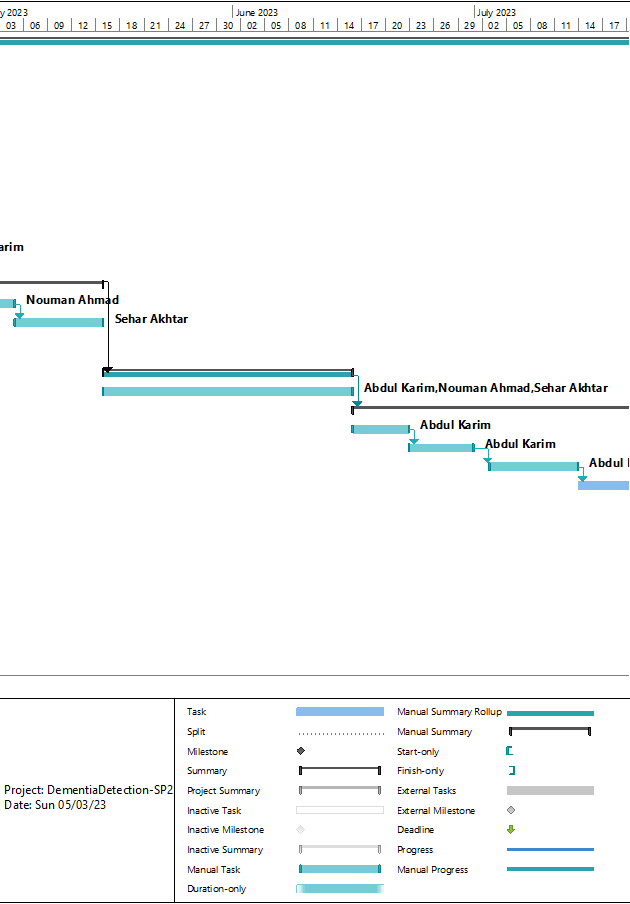 y 2023 June 2023 July 2023
03 06 09 12 15 18 21 24 27 30 02 05 08 11 14 17 20 23 26 29 02 05 08 11 14 17
arim
Nouman Ahmad
Sehar Akhtar
Abdul Karim,Nouman Ahmad,Sehar Akhtar
Abdul Karim
Abdul Karim
Abdul
Project: DementiaDetection-SP2
Date: Sun 05/03/23
Task
Split
Milestone
Summary
Project Summary
Inactive Task
Inactive Milestone
Inactive Summary
Manual Task
Duration-only
Manual Summary Rollup
Manual Summary
Start-only
Finish-only
External Tasks
External Milestone
Deadline
Progress
Manual Progress